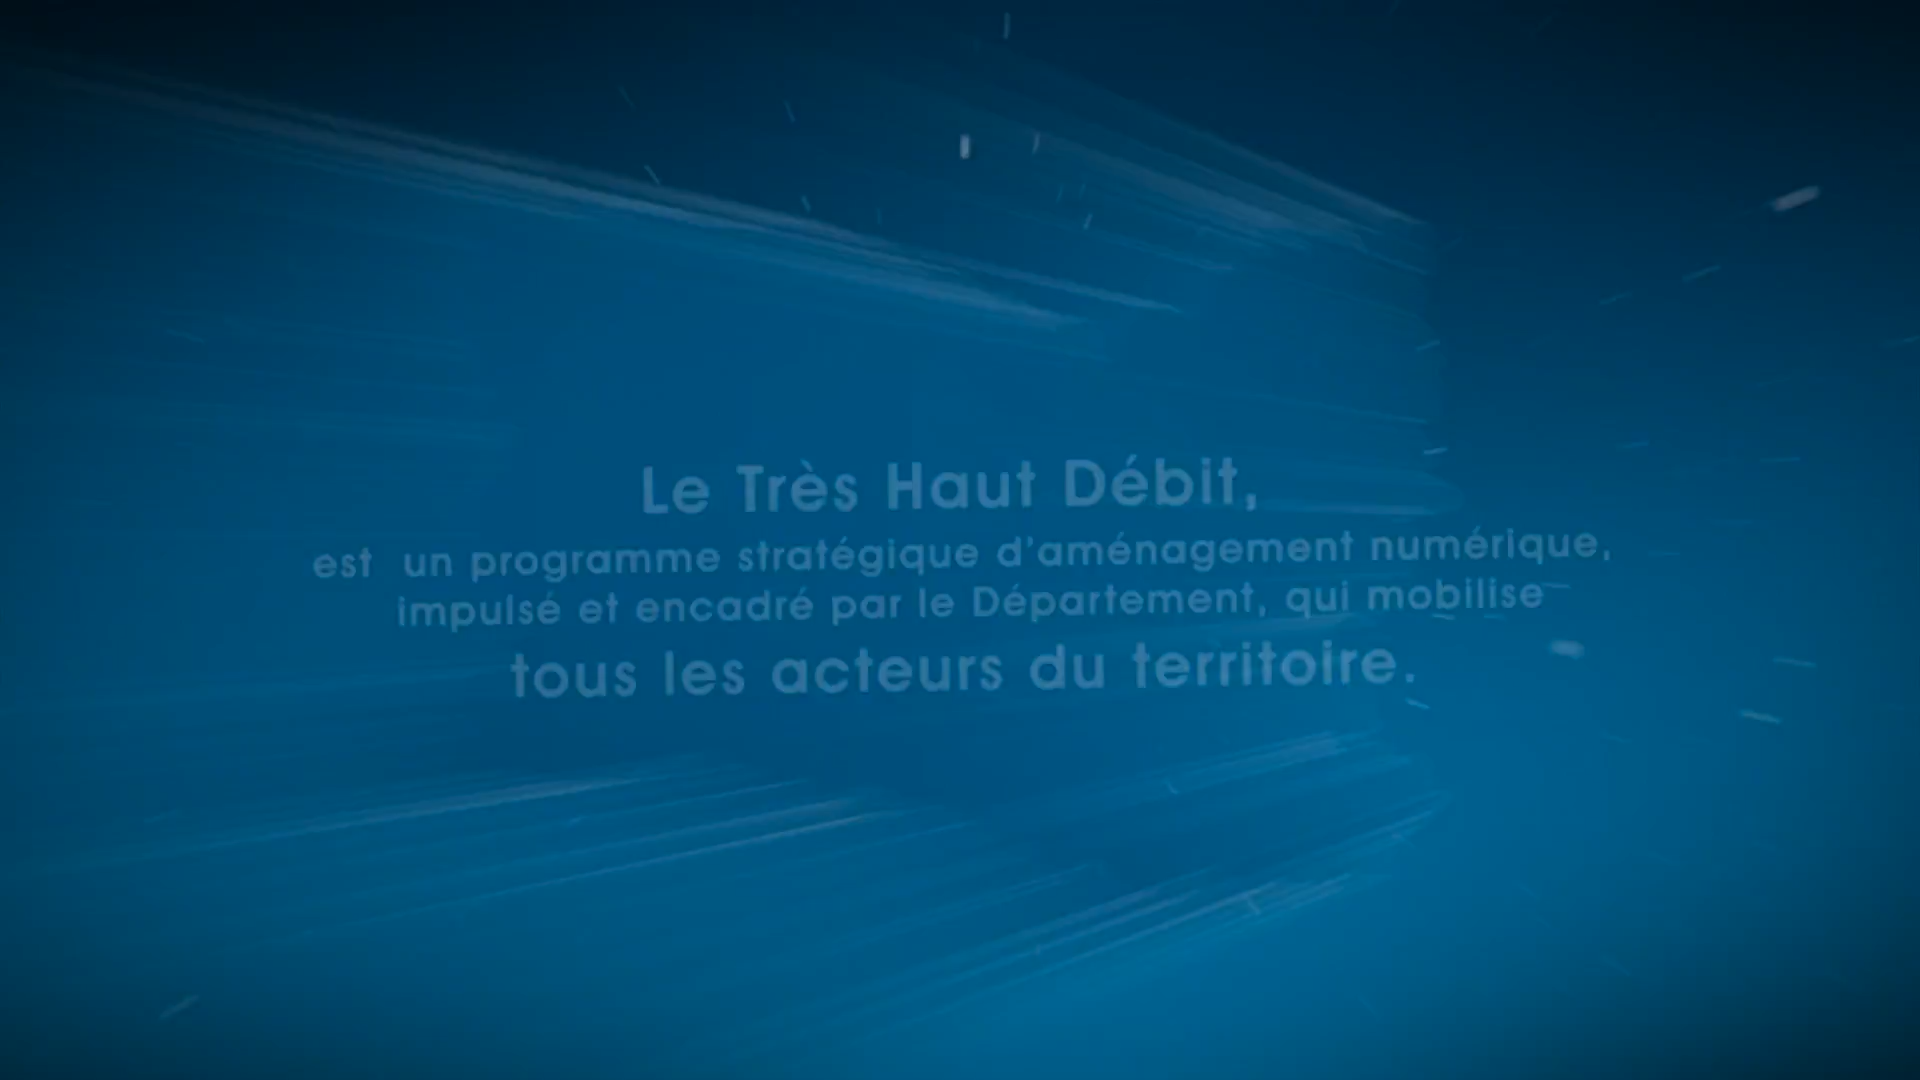 Le Très Haut Débit,
est un programme stratégique d'aménagement numérique,
impulsé et encadré par le Département, qui mobilise
tous les acteurs du territoire.